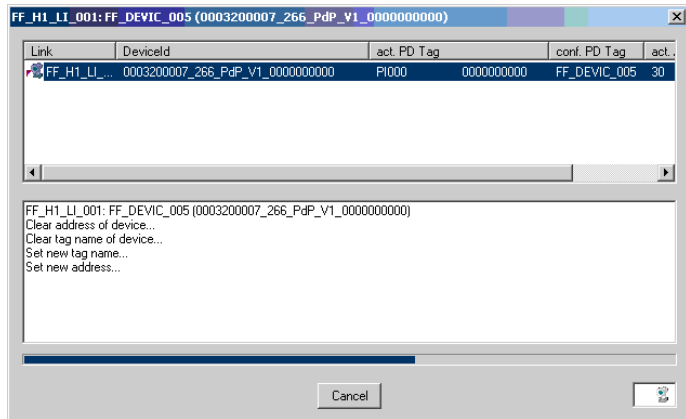 FF_H1_LI_001: FF_DEVIC_005 (0003200007_266_PdP_V1_0000000000)
Link DeviceId act. PD Tag conf. PD Tag act.
FF_H1_LI_... 0003200007_266_PdP_V1_0000000000 PI000 0000000000 FF_DEVIC_005 30
FF_H1_LI_001: FF_DEVIC_005 (0003200007_266_PdP_V1_0000000000)
Clear address of device...
Clear tag name of device...
Set new tag name...
Set new address...
Cancel